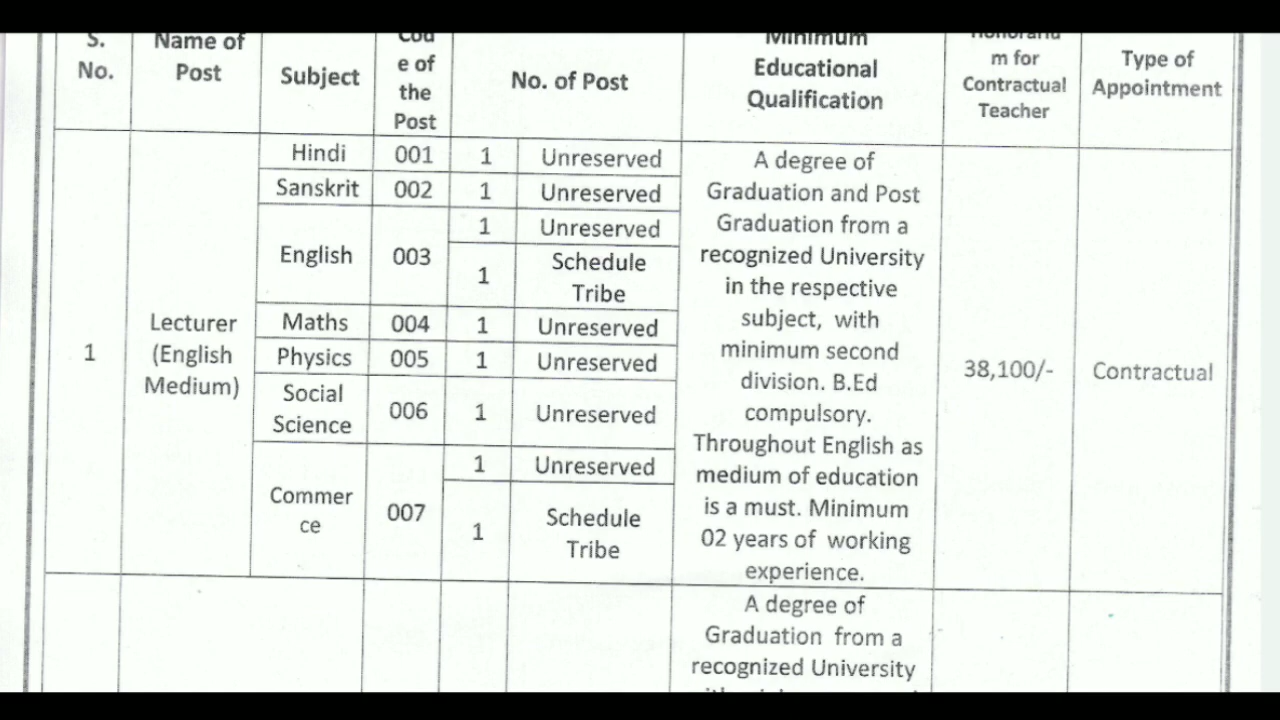 S. No.
Name of Post
Subject
Code of the Post
No. of Post
Minimum Educational Qualification
m for Contractual Teacher
Type of Appointment
1
Lecturer (English Medium)
Hindi 001 1 Unreserved
Sanskrit 002 1 Unreserved
English 003 1 Unreserved
1 Schedule Tribe
Maths 004 1 Unreserved
Physics 005 1 Unreserved
Social Science 006 1 Unreserved
Commer ce 007 1 Unreserved
1 Schedule Tribe
A degree of
Graduation and Post
Graduation from a
recognized University
in the respective
subject, with
minimum second
division. B.Ed
compulsory.
Throughout English as
medium of education
is a must. Minimum
02 years of working
experience.
38,100/-
Contractual
A degree of
Graduation from a
recognized University